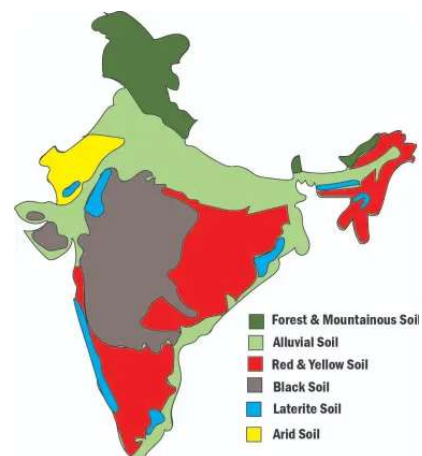 Forest & Mountainous Soil
Alluvial Soil
Red & Yellow Soil
Black Soil
Laterite Soil
Arid Soil